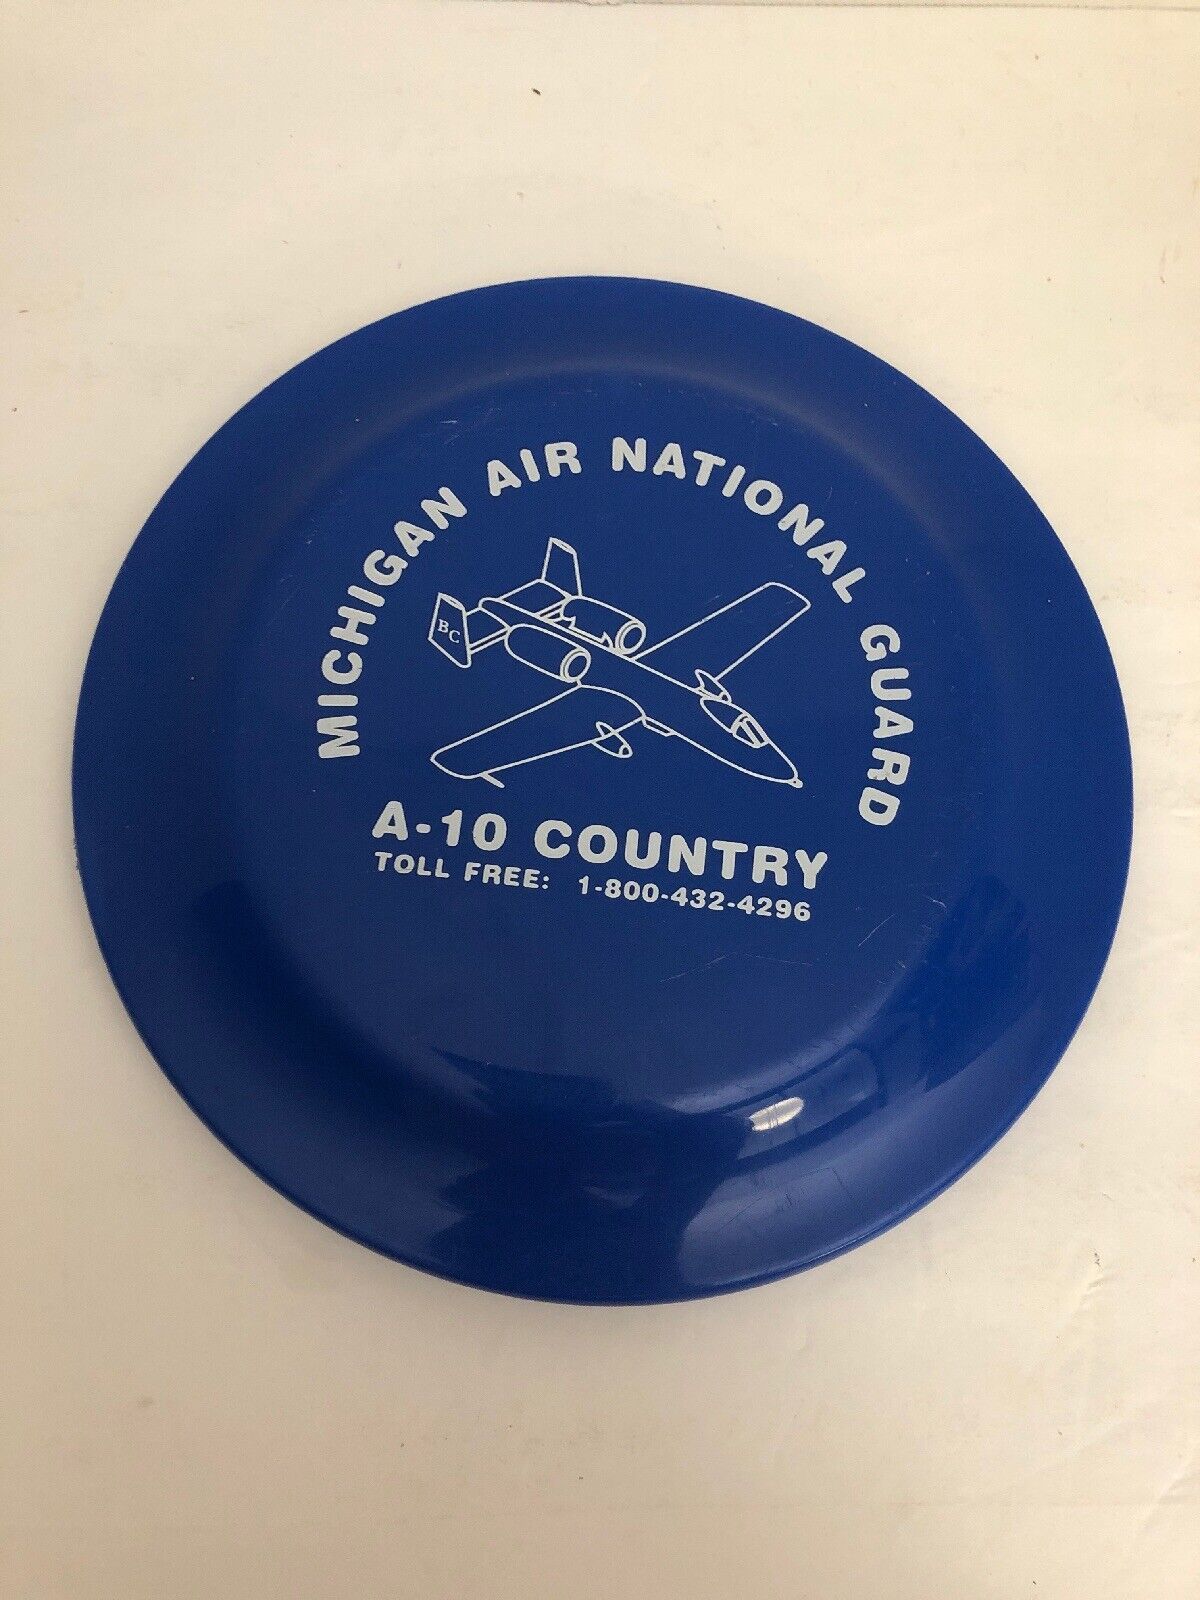 MICHIGAN AIR NATIONAL GUARD
BC
A-10 COUNTRY
TOLL FREE: 1-800-432-4296